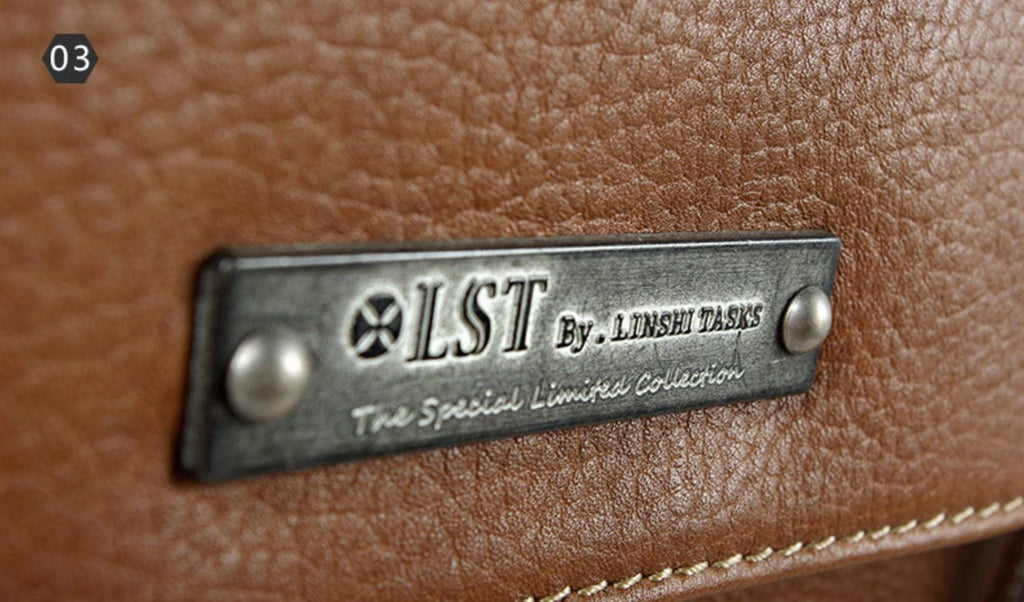 03
LST By. LINSHI TASKS
The Special Limited Collection